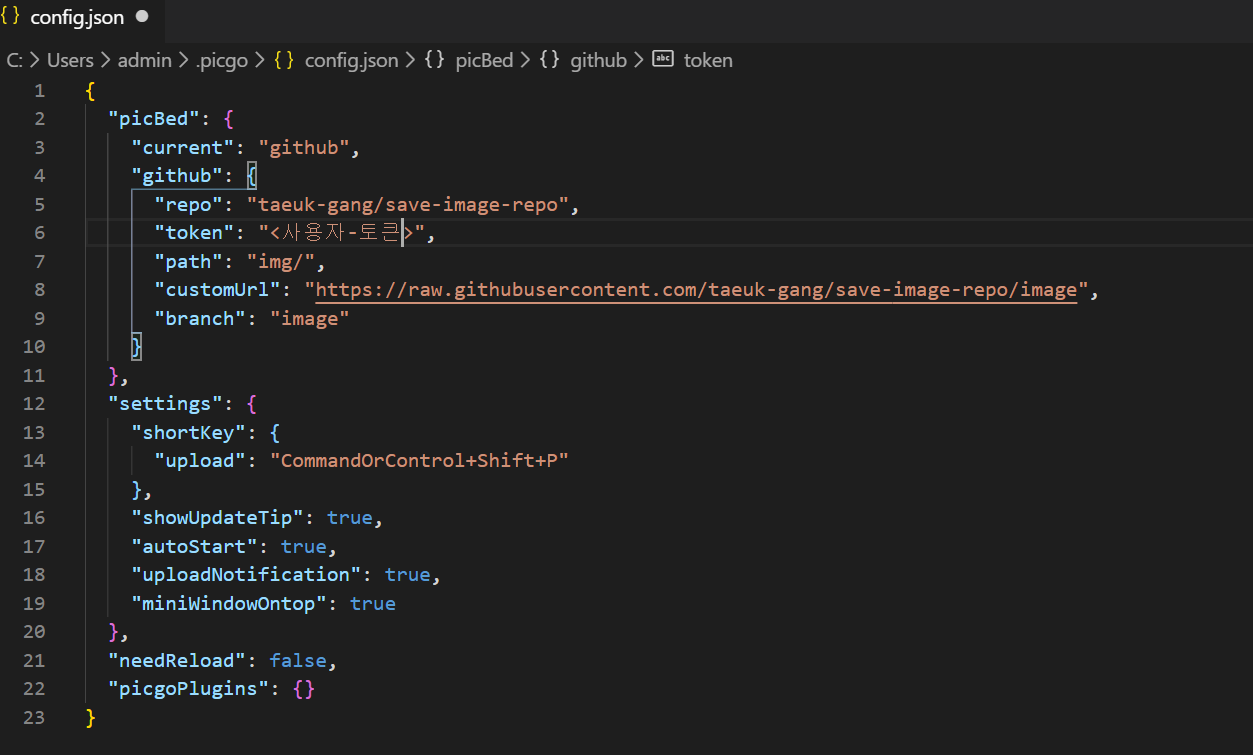 {} config.json ●
C: > Users > admin > .picgo > {} config.json > {} picBed > {} github > abc token
1 {
2 "picBed": {
3 "current": "github",
4 "github": {
5 "repo": "taeuk-gang/save-image-repo",
6 "token": "<사용자-토큰>",
7 "path": "img/",
8 "customUrl": "https://raw.githubusercontent.com/taeuk-gang/save-image-repo/image",
9 "branch": "image"
10 }
11 },
12 "settings": {
13 "shortKey": {
14 "upload": "CommandOrControl+Shift+P"
15 },
16 "showUpdateTip": true,
17 "autoStart": true,
18 "uploadNotification": true,
19 "miniWindowOntop": true
20 },
21 "needReload": false,
22 "picgoPlugins": {}
23 }